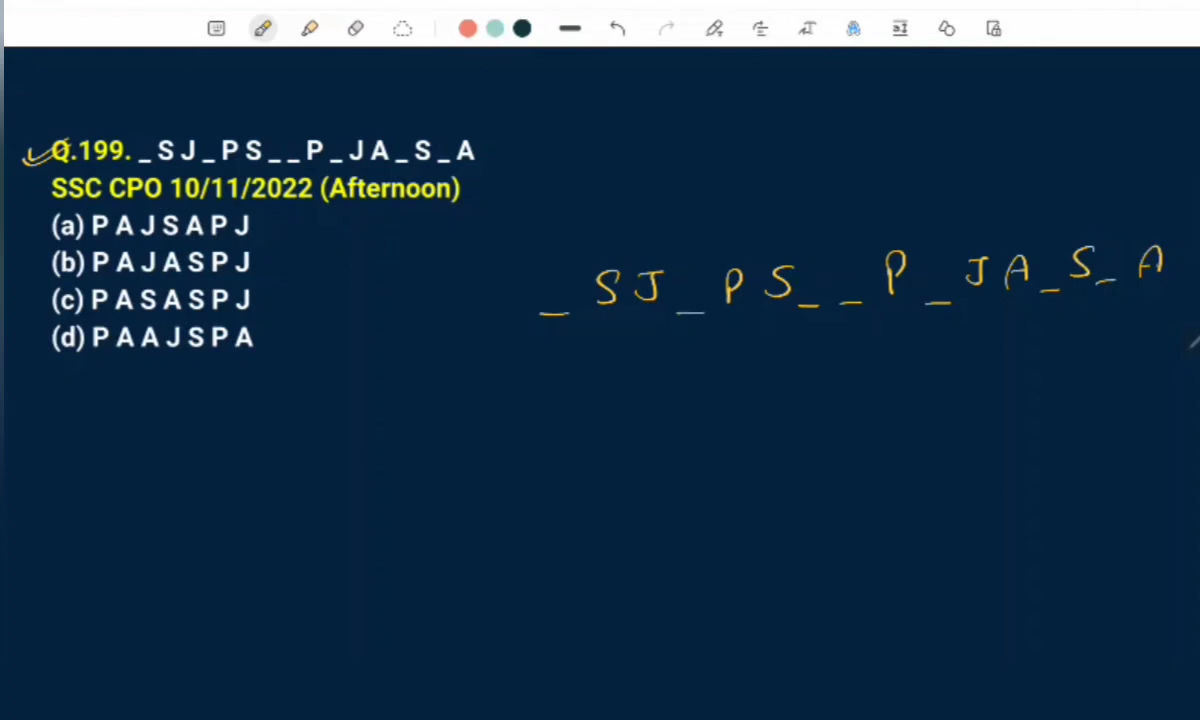 Q.199. _ S J _ P S _ _ P _ J A _ S _ A
SSC CPO 10/11/2022 (Afternoon)
(a) P A J S A P J
(b) P A J A S P J
(c) P A S A S P J
(d) P A A J S P A
_ S J _ P S _ _ P _ J A _ S _ A